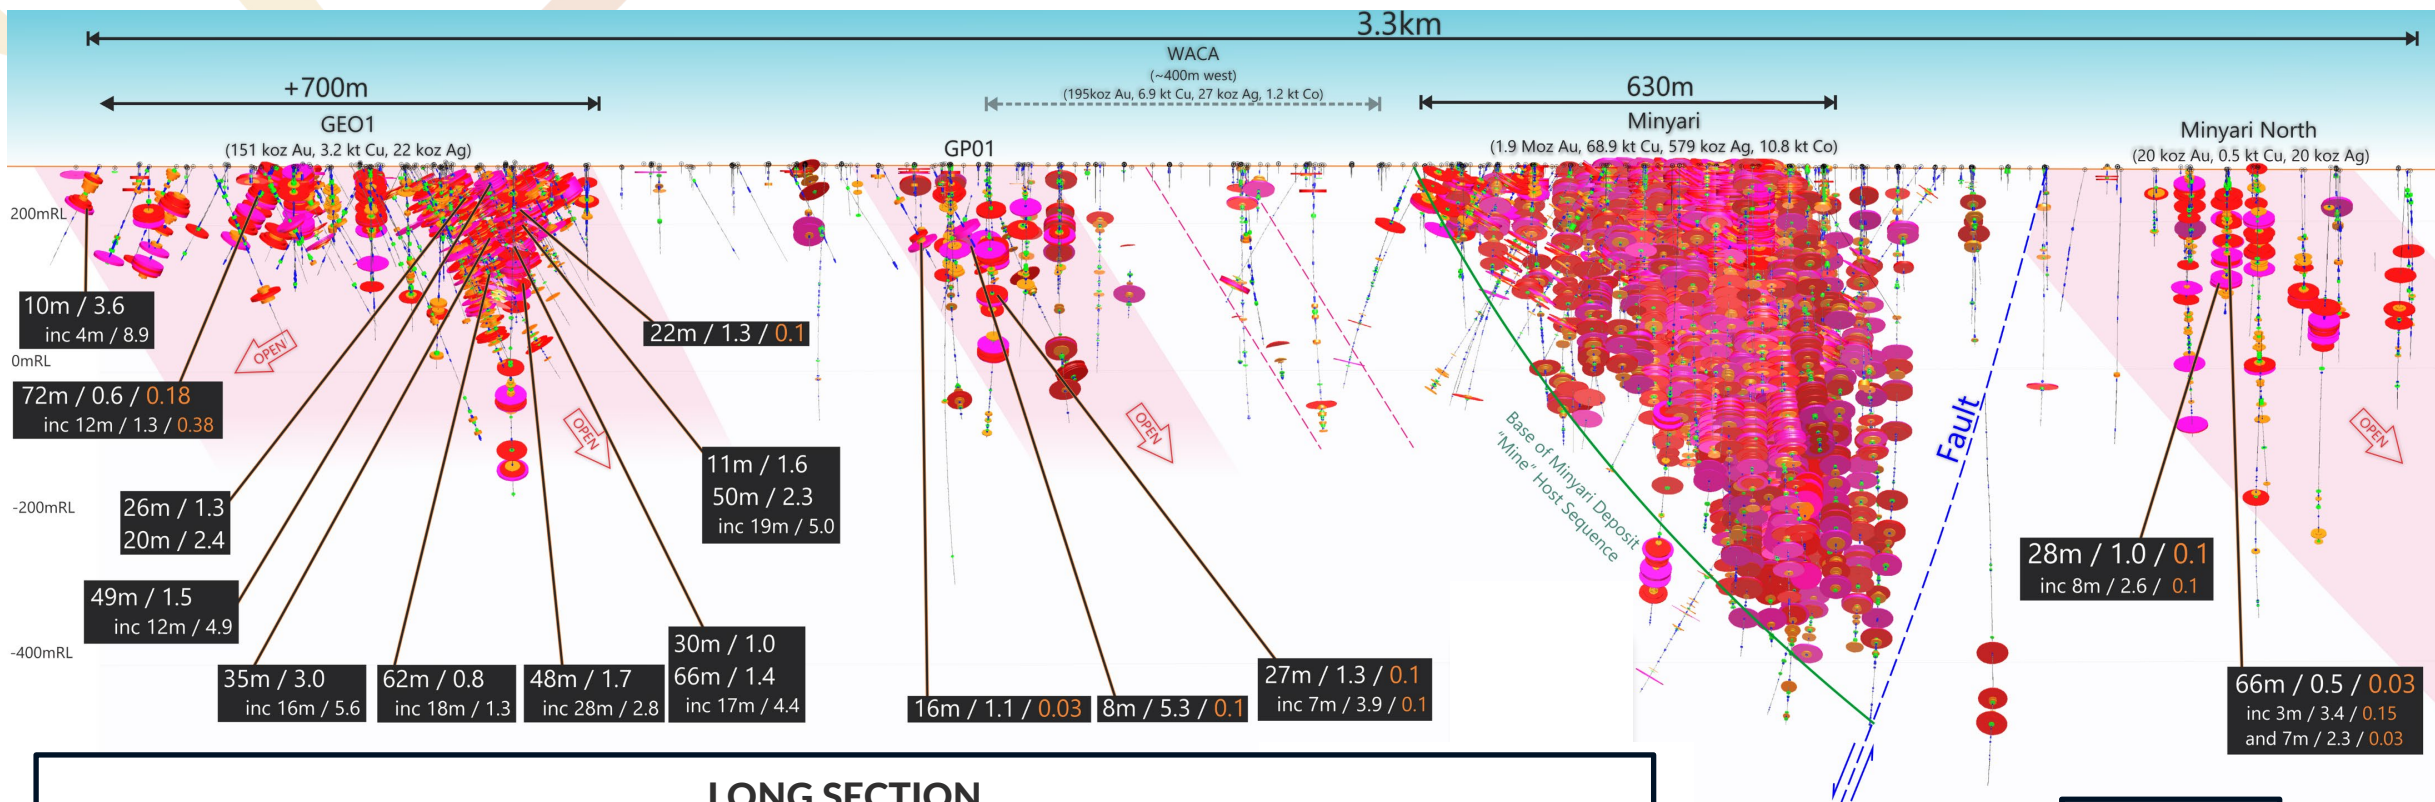 3.3km
+700m
GEO1
(151 koz Au, 3.2 kt Cu, 22 koz Ag)
WACA
(~400m west)
(195koz Au, 6.9 kt Cu, 27 koz Ag, 1.2 kt Co)
GP01
630m
Minyari
(1.9 Moz Au, 68.9 kt Cu, 579 koz Ag, 10.8 kt Co)
Minyari North
(20 koz Au, 0.5 kt Cu, 20 koz Ag)
200mRL
0mRL
-200mRL
-400mRL
10m / 3.6
inc 4m / 8.9
72m / 0.6 / 0.18
inc 12m / 1.3 / 0.38
OPEN
26m / 1.3
20m / 2.4
49m / 1.5
inc 12m / 4.9
35m / 3.0
inc 16m / 5.6
62m / 0.8
inc 18m / 1.3
48m / 1.7
inc 28m / 2.8
30m / 1.0
66m / 1.4
inc 17m / 4.4
11m / 1.6
50m / 2.3
inc 19m / 5.0
22m / 1.3 / 0.1
OPEN
16m / 1.1 / 0.03
8m / 5.3 / 0.1
27m / 1.3 / 0.1
inc 7m / 3.9 / 0.1
OPEN
Base of Minyari Deposit
"Mine" Host Sequence
Fault
28m / 1.0 / 0.1
inc 8m / 2.6 / 0.1
66m / 0.5 / 0.03
inc 3m / 3.4 / 0.15
and 7m / 2.3 / 0.03
OPEN
LONG SECTION